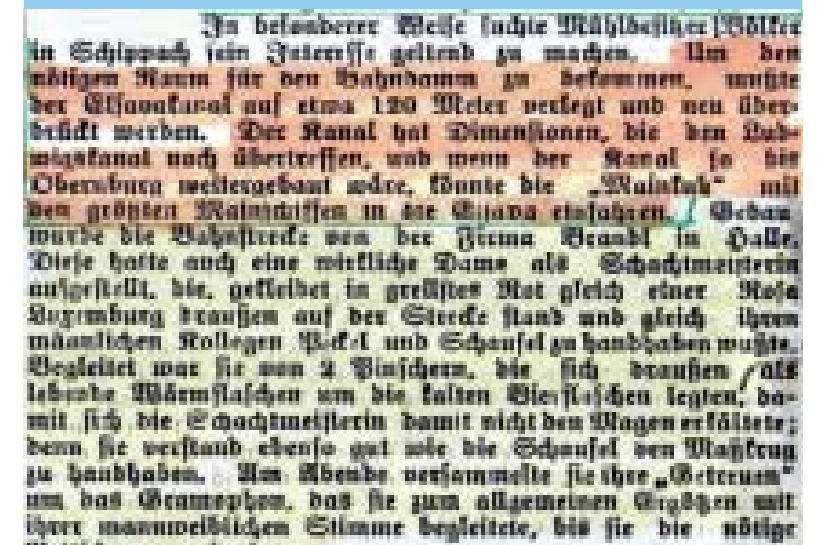 In besonderer Weise suchte Mühlbesitzer Völker
in Schippach sein Interesse geltend zu machen. Um den
nötigen Raum für den Bahndamm zu bekommen, mußte
der Elsavakanal auf etwa 120 Meter verlegt und neu über-
brückt werden. Der Kanal hat Dimensionen, die den Lud-
wigskanal noch übertreffen, und wenn der Kanal so bis
Obernburg weitergebaut wäre, könnte die „Mainkuh“ mit
den größten Mainschiffen in die Elsava einfahren. Gebau
wurde die Bahnstrecke von der Firma Brandl in Halle.
Diese hatte auch eine wirkliche Dame als Schachtmeisterin
aufgestellt, die, gekleidet in grellstes Rot gleich einer Rosa
Luxemburg draußen auf der Strecke stand und gleich ihren
männlichen Kollegen Pickel und Schaufel zu handhaben wußte.
Begleitet war sie von 2 Pinschern, die sich draußen als
lebende Wärmflaschen um die kalten Bierflaschen legten, da-
mit sich die Schachtmeisterin damit nicht den Magen erkältete;
denn sie verstand ebenso gut wie die Schaufel den Maßkrug
zu handhaben. Am Abende versammelte sie ihre „Getreuen“
um das Gramophon, das sie zum allgemeinen Ergötzen mit
ihrer mannweiblichen Stimme begleitete, bis sie die nötige